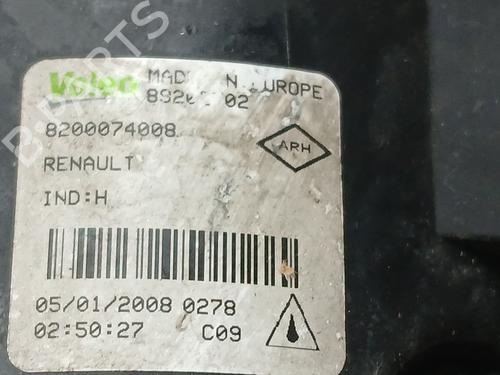 Valeo
RENAULT
8200074008
ARH
IND:H
05/01/2008 0278
02:50:27 C09